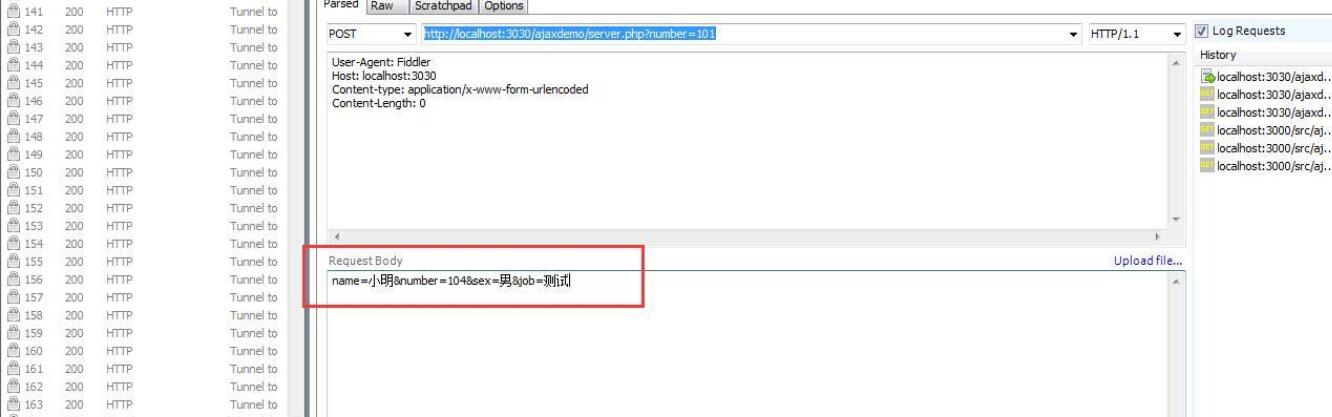 Parsed Raw Scratchpad Options
POST http://localhost:3030/ajaxdemo/server.php?number=101 HTTP/1.1
Log Requests
History
User-Agent: Fiddler
Host: localhost:3030
Content-type: application/x-www-form-urlencoded
Content-Length: 0
localhost:3030/ajaxd...
localhost:3030/ajaxd...
localhost:3030/ajaxd...
localhost:3000/src/aj...
localhost:3000/src/aj...
localhost:3000/src/aj...
Request Body Upload file...
name=小明&number=104&sex=男&job=测试
141 200 HTTP Tunnel to
142 200 HTTP Tunnel to
143 200 HTTP Tunnel to
144 200 HTTP Tunnel to
145 200 HTTP Tunnel to
146 200 HTTP Tunnel to
147 200 HTTP Tunnel to
148 200 HTTP Tunnel to
149 200 HTTP Tunnel to
150 200 HTTP Tunnel to
151 200 HTTP Tunnel to
152 200 HTTP Tunnel to
153 200 HTTP Tunnel to
154 200 HTTP Tunnel to
155 200 HTTP Tunnel to
156 200 HTTP Tunnel to
157 200 HTTP Tunnel to
158 200 HTTP Tunnel to
159 200 HTTP Tunnel to
160 200 HTTP Tunnel to
161 200 HTTP Tunnel to
162 200 HTTP Tunnel to
163 200 HTTP Tunnel to